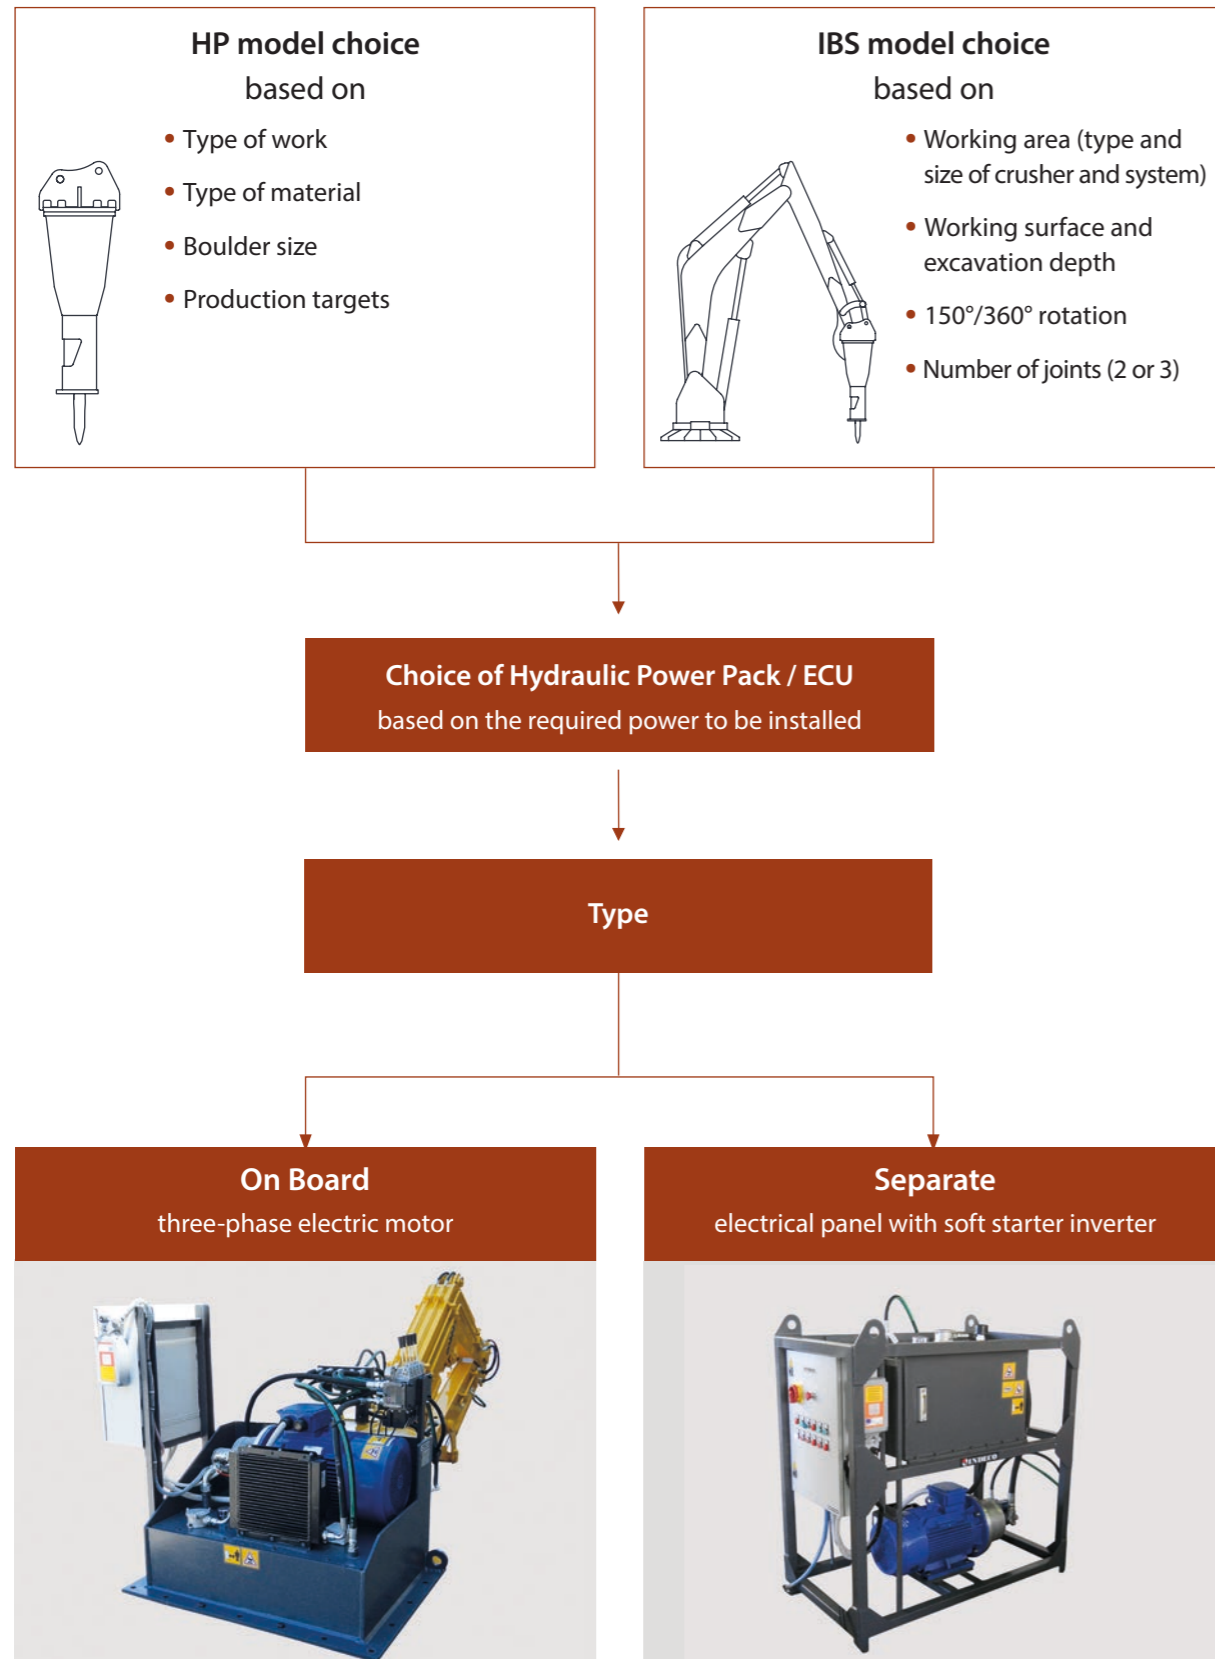 HP model choice
based on
• Type of work
• Type of material
• Boulder size
• Production targets
IBS model choice
based on
• Working area (type and
size of crusher and system)
• Working surface and
excavation depth
• 150°/360° rotation
• Number of joints (2 or 3)
Choice of Hydraulic Power Pack / ECU
based on the required power to be installed
Type
On Board
three-phase electric motor
Separate
electrical panel with soft starter inverter
INDECO